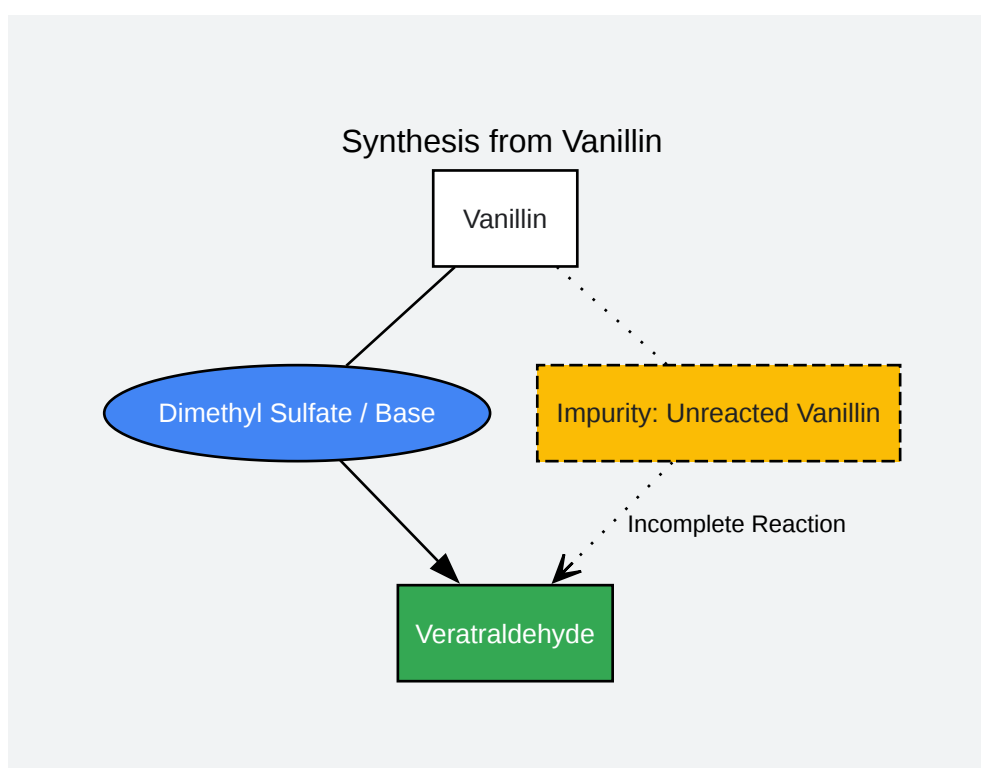 Synthesis from Vanillin
Vanillin
Dimethyl Sulfate / Base
Impurity: Unreacted Vanillin
Incomplete Reaction
Veratraldehyde